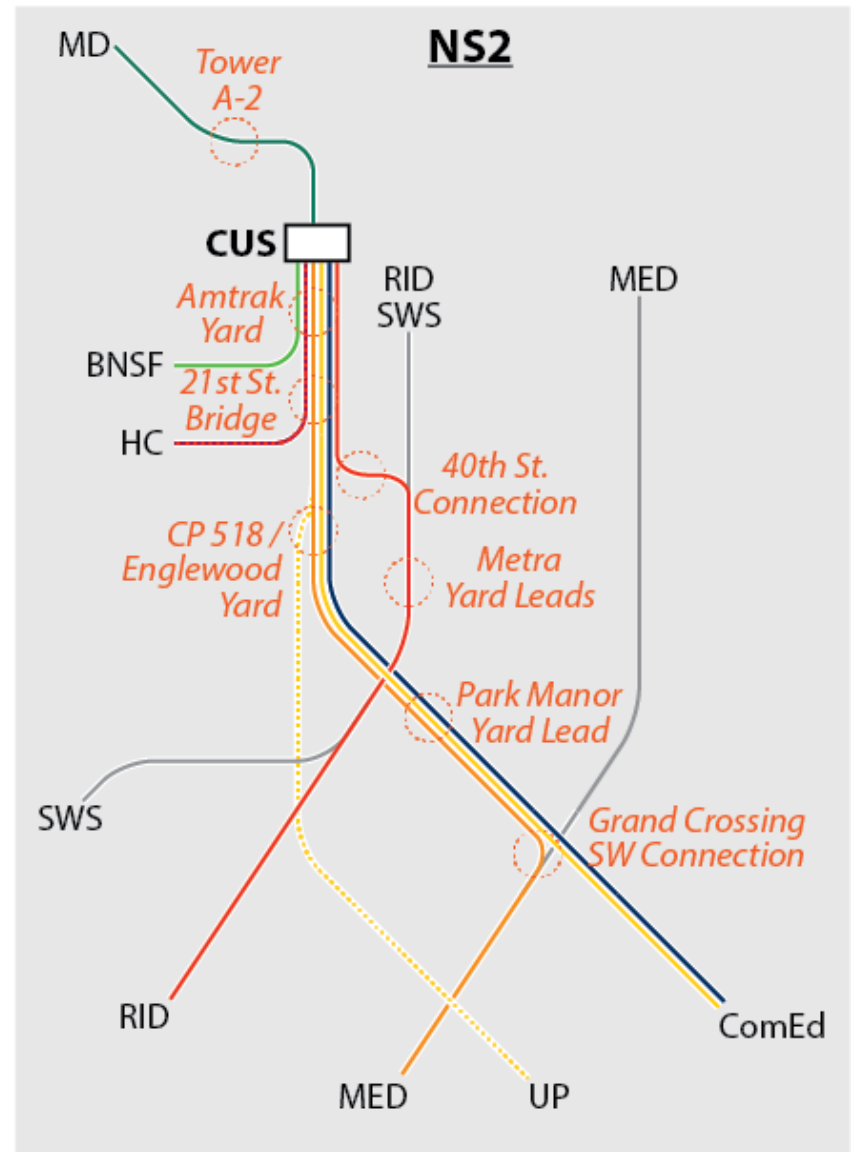 NS2
MD
Tower
A-2
CUS
RID
SWS
MED
Amtrak
Yard
BNSF
21st St.
Bridge
HC
40th St.
Connection
CP 518 /
Englewood
Yard
Metra
Yard Leads
Park Manor
Yard Lead
SWS
Grand Crossing
SW Connection
RID
ComEd
MED
UP